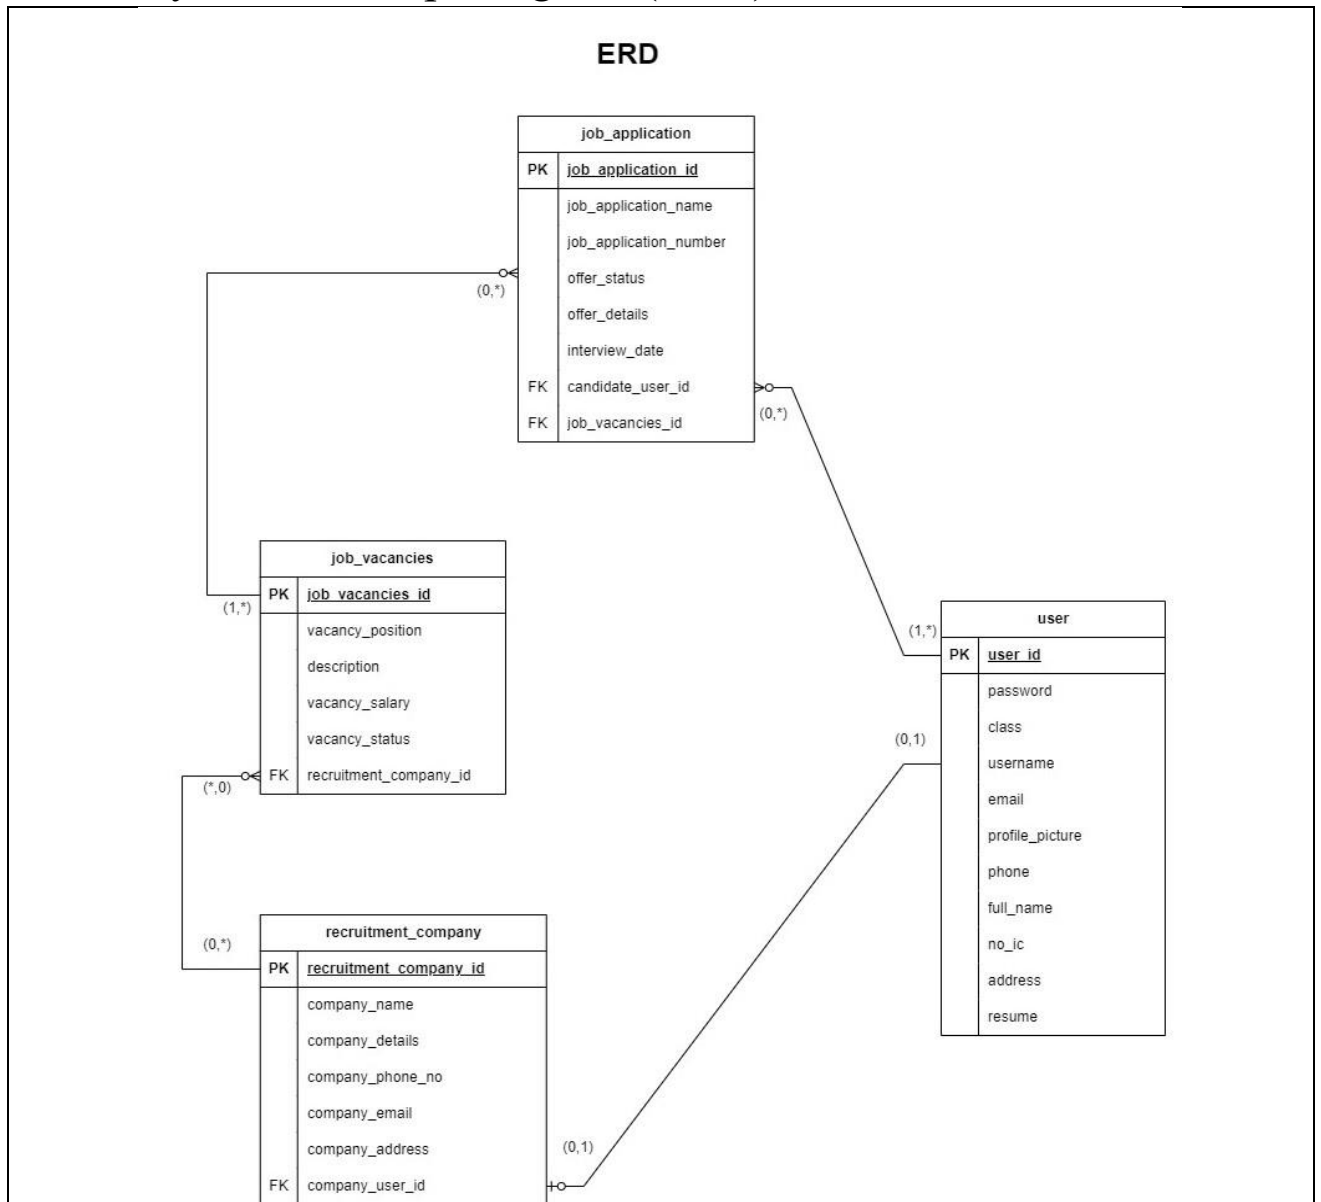 ERD
job_application
PK job_application_id
job_application_name
job_application_number
offer_status
offer_details
interview_date
FK candidate_user_id
FK job_vacancies_id
(0,*)
(0,*)
job_vacancies
PK job_vacancies_id
vacancy_position
description
vacancy_salary
vacancy_status
FK recruitment_company_id
(1,*)
(*,0)
user
PK user_id
password
class
username
email
profile_picture
phone
full_name
no_ic
address
resume
(1,*)
(0,1)
recruitment_company
PK recruitment_company_id
company_name
company_details
company_phone_no
company_email
company_address
FK company_user_id
(0,*)
(0,1)